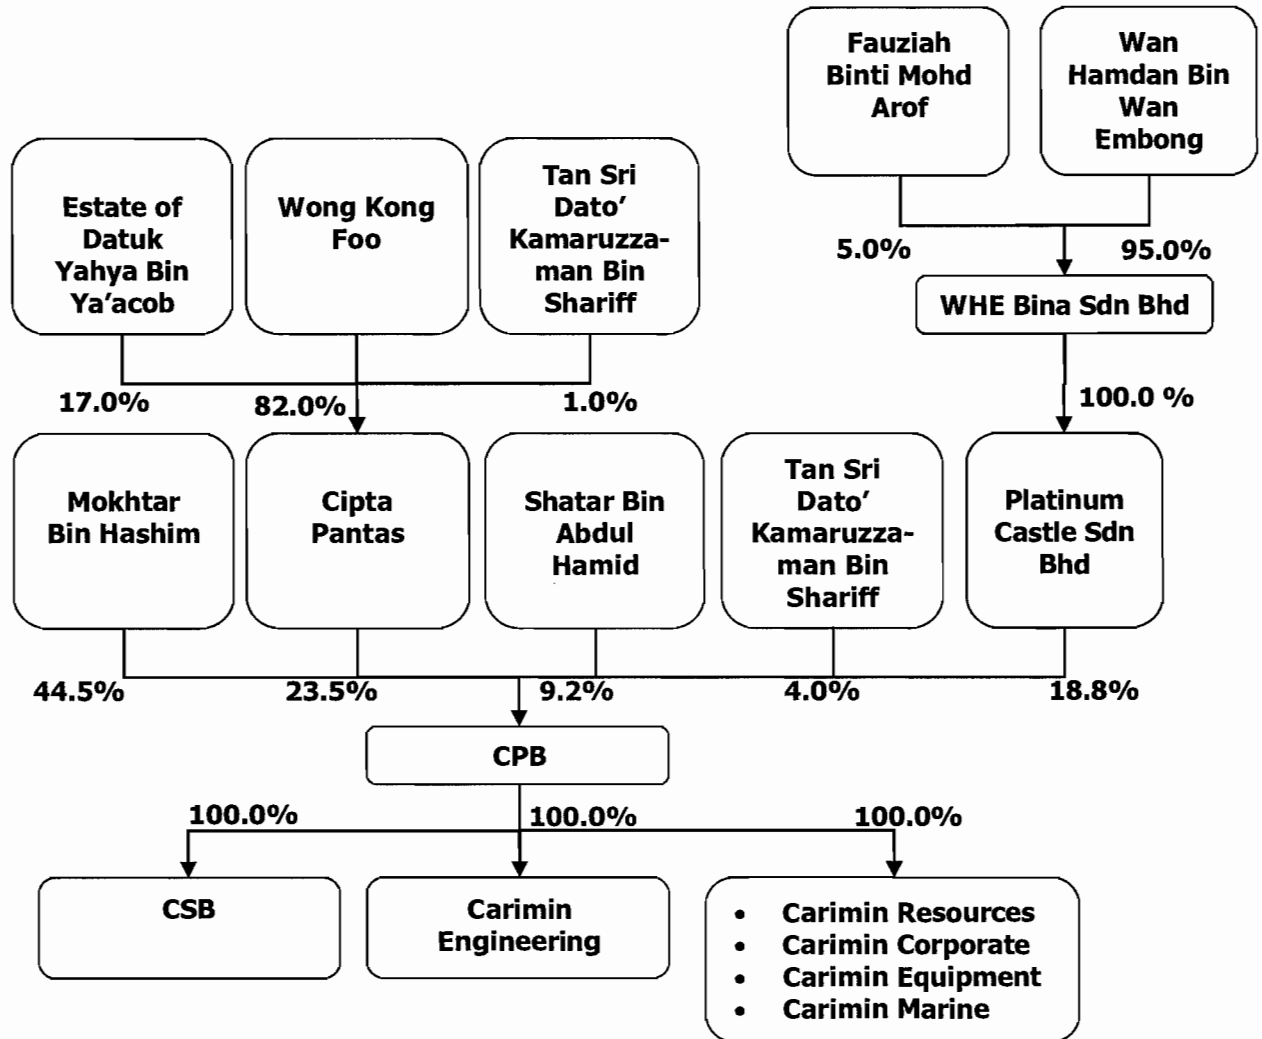 Fauziah
Binti Mohd
Arof
Wan
Hamdan Bin
Wan
Embong
Estate of
Datuk
Yahya Bin
Ya'acob
Wong Kong
Foo
Tan Sri
Dato'
Kamaruzza-
man Bin
Shariff
5.0%
95.0%
WHE Bina Sdn Bhd
17.0%
82.0%
1.0%
100.0 %
Mokhtar
Bin Hashim
Cipta
Pantas
Shatar Bin
Abdul
Hamid
Tan Sri
Dato'
Kamaruzza-
man Bin
Shariff
Platinum
Castle Sdn
Bhd
44.5%
23.5%
9.2%
4.0%
18.8%
CPB
100.0%
100.0%
100.0%
CSB
Carimin
Engineering
• Carimin Resources
• Carimin Corporate
• Carimin Equipment
• Carimin Marine